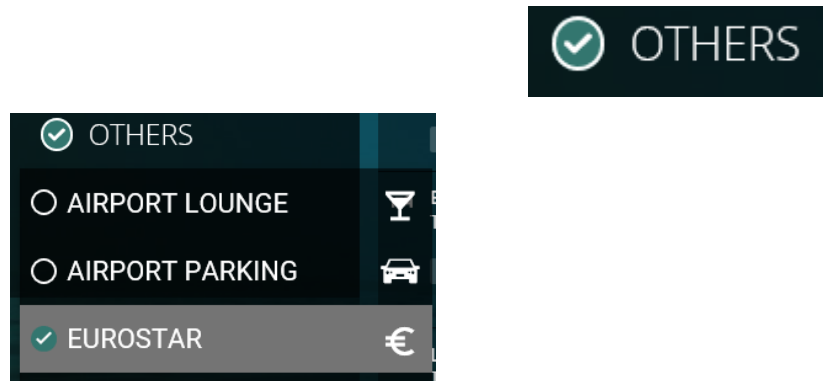 OTHERS
OTHERS
AIRPORT LOUNGE
AIRPORT PARKING
EUROSTAR €